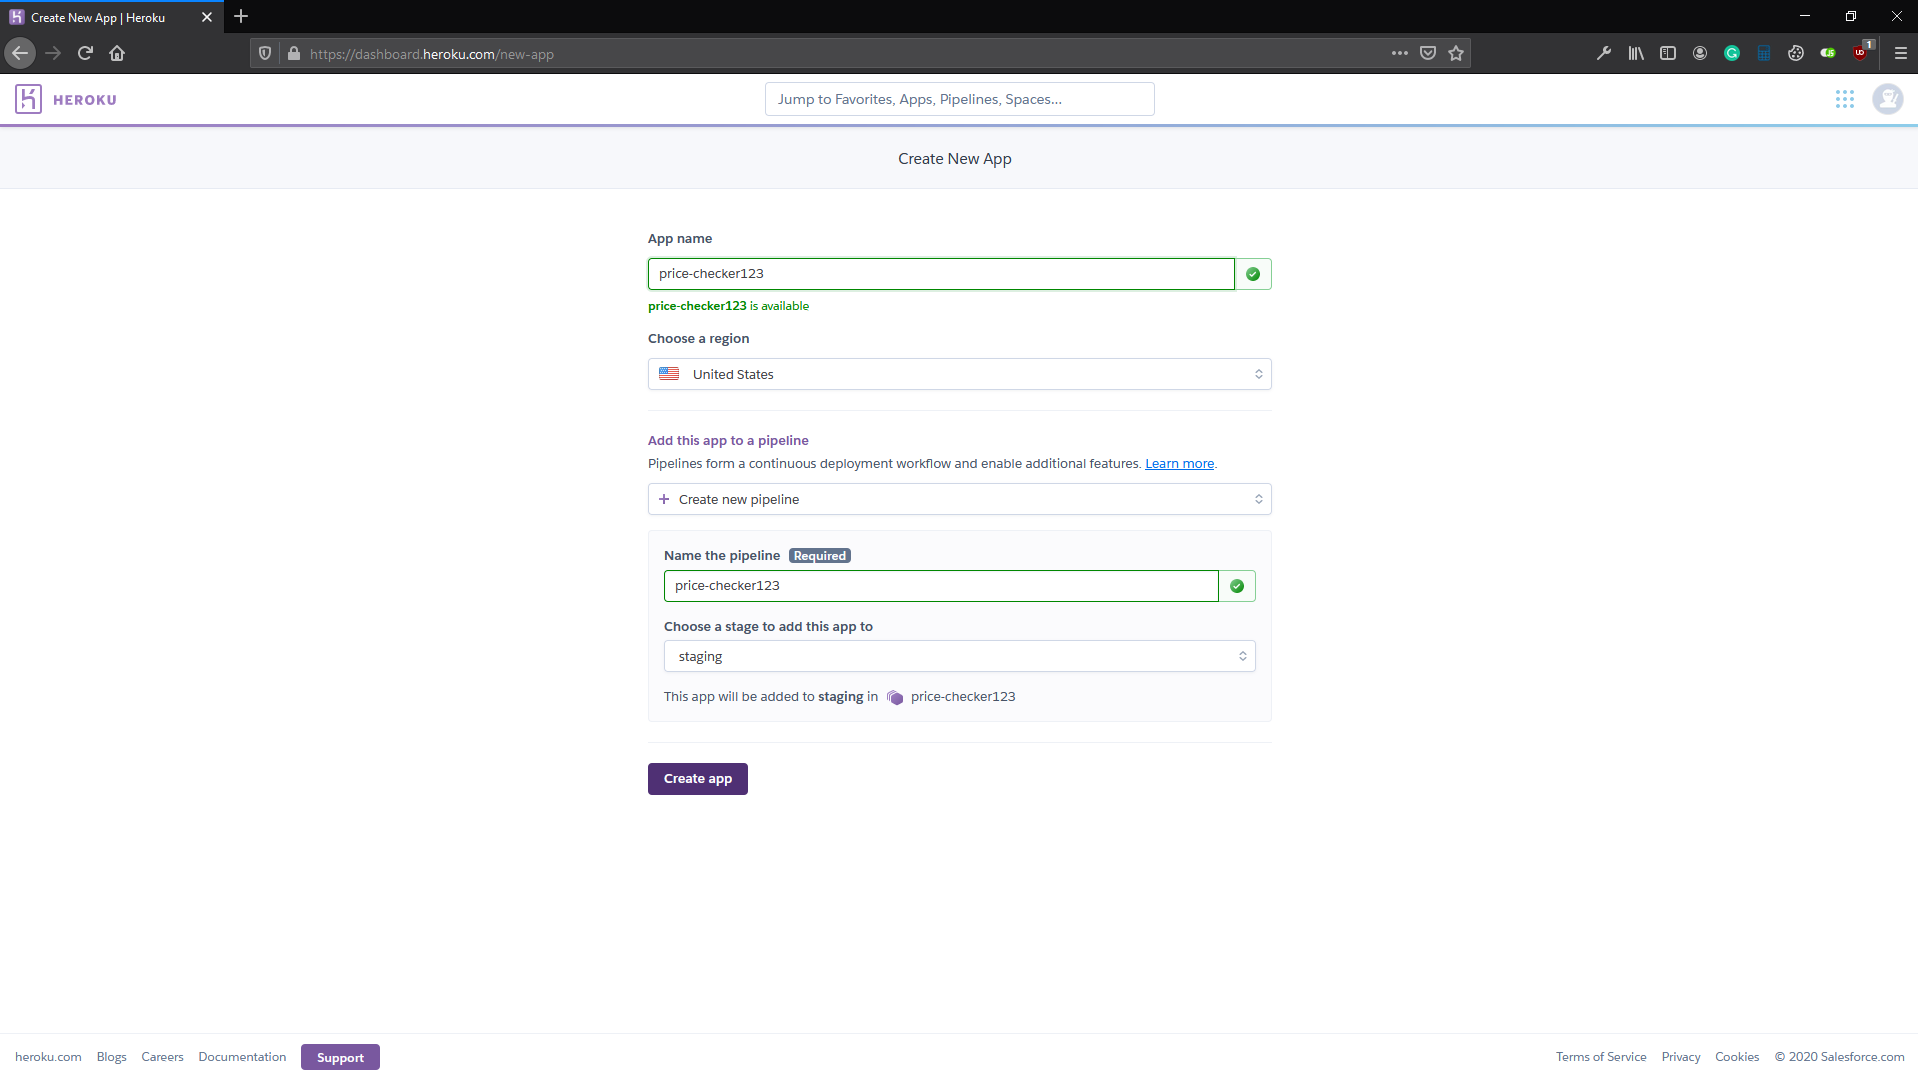 Create New App | Heroku
https://dashboard.heroku.com/new-app
1
HEROKU
Jump to Favorites, Apps, Pipelines, Spaces...
Create New App
App name
price-checker123
price-checker123 is available
Choose a region
United States
Add this app to a pipeline
Pipelines form a continuous deployment workflow and enable additional features. Learn more.
Create new pipeline
Name the pipeline Required
price-checker123
Choose a stage to add this app to
staging
This app will be added to staging in price-checker123
Create app
heroku.com Blogs Careers Documentation Support Terms of Service Privacy Cookies © 2020 Salesforce.com